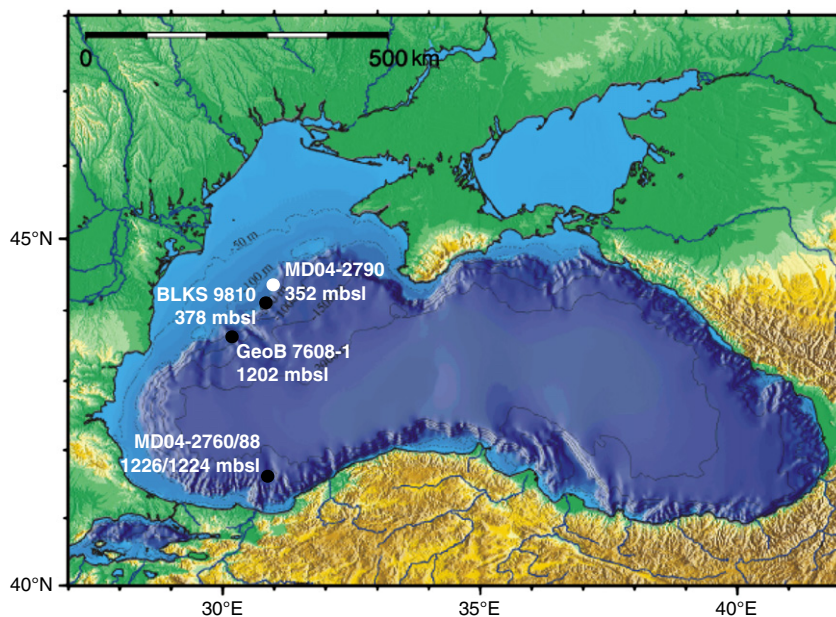 0 500 km
45°N
-50 m
MD04-2790
352 mbsl
BLKS 9810
378 mbsl
GeoB 7608-1
1202 mbsl
MD04-2760/88
1226/1224 mbsl
40°N
30°E 35°E 40°E